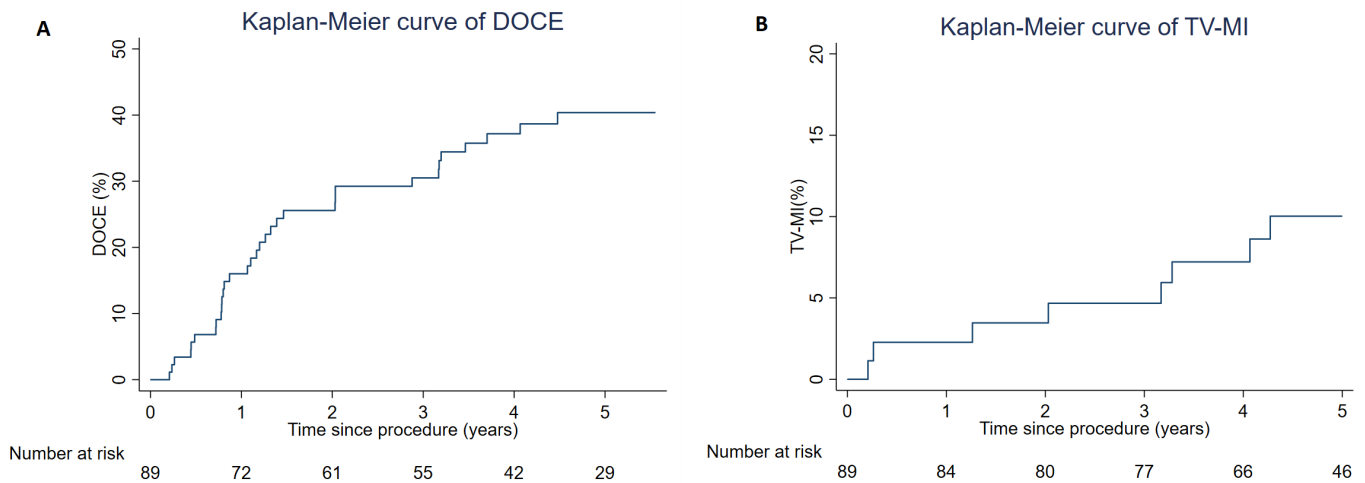 A
Kaplan-Meier curve of DOCE
DOCE (%)
50
40
30
20
10
0
0 1 2 3 4 5
Time since procedure (years)
Number at risk
89 72 61 55 42 29
B
Kaplan-Meier curve of TV-MI
TV-MI(%)
20
15
10
5
0
0 1 2 3 4 5
Time since procedure (years)
Number at risk
89 84 80 77 66 46